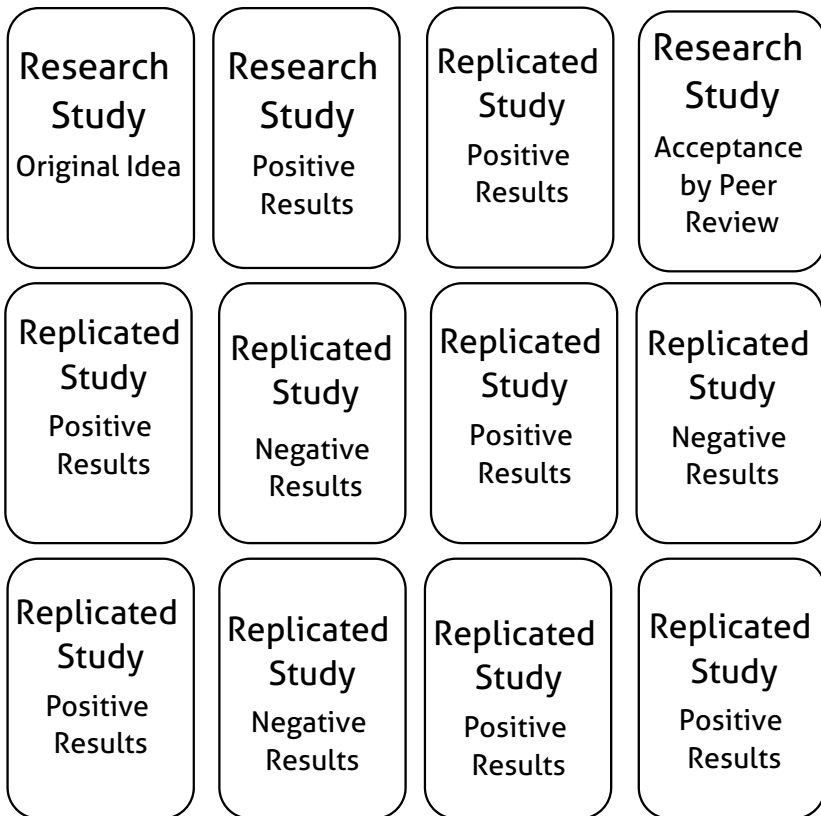 Research
Study
Original Idea
Research
Study
Positive
Results
Replicated
Study
Positive
Results
Research
Study
Acceptance
by Peer
Review
Replicated
Study
Positive
Results
Replicated
Study
Negative
Results
Replicated
Study
Positive
Results
Replicated
Study
Negative
Results
Replicated
Study
Positive
Results
Replicated
Study
Negative
Results
Replicated
Study
Positive
Results
Replicated
Study
Positive
Results